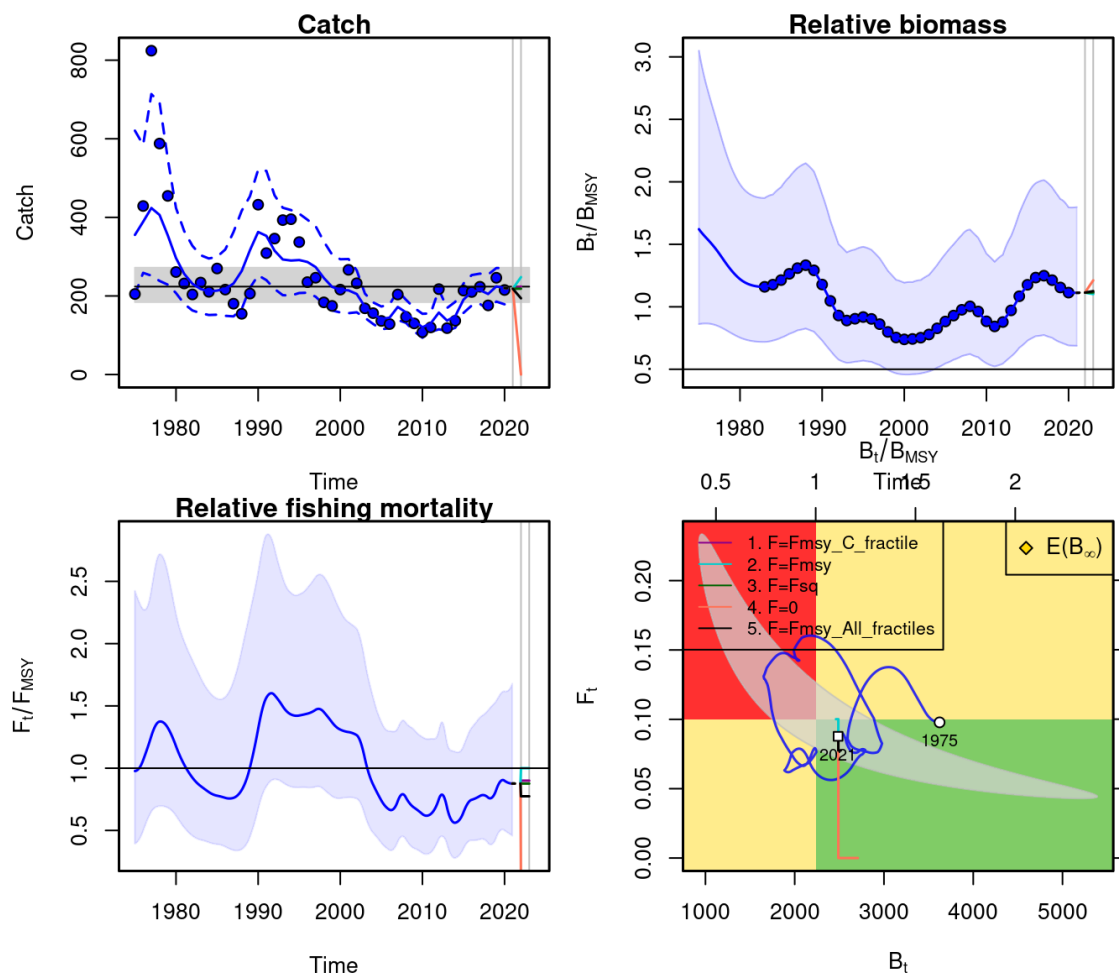 Catch
Catch
0 200 400 600 800
1980 1990 2000 2010 2020
Time
Relative biomass
Bₜ/B_MSY
0.5 1.0 1.5 2.0 2.5 3.0
1980 1990 2000 2010 2020
Time
Relative fishing mortality
Fₜ/F_MSY
0.5 1.0 1.5 2.0 2.5
1980 1990 2000 2010 2020
Time
Bₜ/B_MSY
0.5 1 1.5 2
1. F=Fmsy_C_fractile
2. F=Fmsy
3. F=Fsq
4. F=0
5. F=Fmsy_All_fractiles
E(B∞)
1975
2021
Fₜ
0.00 0.05 0.10 0.15 0.20
1000 2000 3000 4000 5000
Bₜ